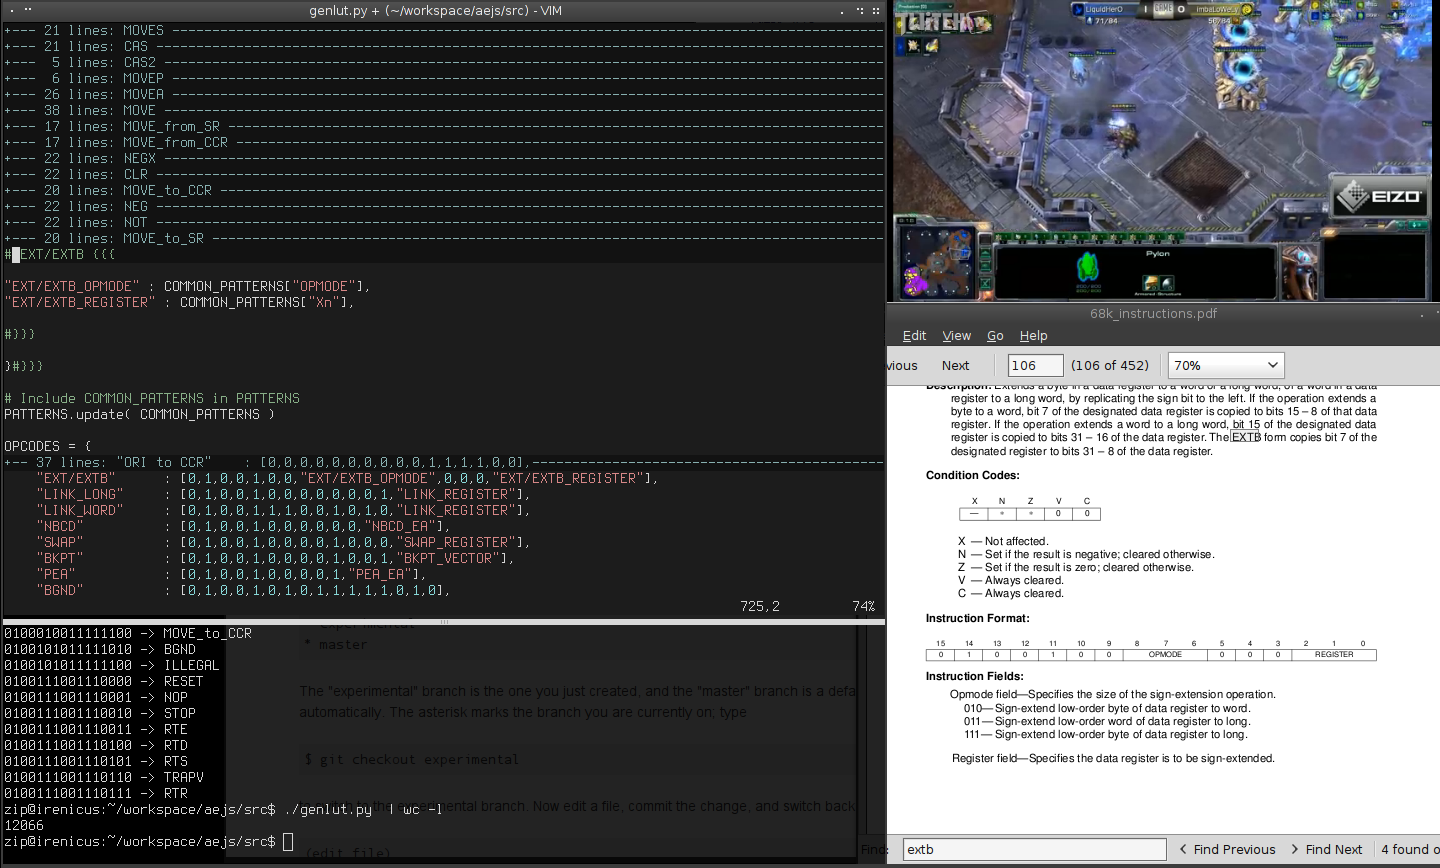 genlut.py + (~/workspace/aejs/src) - VIM
+--- 21 lines: MOVES
+--- 21 lines: CAS
+---  5 lines: CAS2
+---  6 lines: MOVEP
+--- 26 lines: MOVEA
+--- 38 lines: MOVE
+--- 17 lines: MOVE_from_SR
+--- 17 lines: MOVE_from_CCR
+--- 22 lines: NEGX
+--- 22 lines: CLR
+--- 20 lines: MOVE_to_CCR
+--- 22 lines: NEG
+--- 22 lines: NOT
+--- 20 lines: MOVE_to_SR
# EXT/EXTB {{{
"EXT/EXTB_OPMODE" : COMMON_PATTERNS["OPMODE"],
"EXT/EXTB_REGISTER" : COMMON_PATTERNS["Xn"],
#}}}
}#}}}
# Include COMMON_PATTERNS in PATTERNS
PATTERNS.update( COMMON_PATTERNS )
OPCODES = {
+-- 37 lines: "ORI to CCR"    : [0,0,0,0,0,0,0,0,0,0,1,1,1,1,0,0],
"EXT/EXTB"      : [0,1,0,0,1,0,0,"EXT/EXTB_OPMODE",0,0,0,"EXT/EXTB_REGISTER"],
"LINK_LONG"     : [0,1,0,0,1,0,0,0,0,0,0,0,1,"LINK_REGISTER"],
"LINK_WORD"     : [0,1,0,0,1,1,1,0,0,1,0,1,0,"LINK_REGISTER"],
"NBCD"          : [0,1,0,0,1,0,0,0,0,0,"NBCD_EA"],
"SWAP"          : [0,1,0,0,1,0,0,0,0,1,0,0,0,"SWAP_REGISTER"],
"BKPT"          : [0,1,0,0,1,0,0,0,0,1,0,0,1,"BKPT_VECTOR"],
"PEA"           : [0,1,0,0,1,0,0,0,0,1,"PEA_EA"],
"BGND"          : [0,1,0,0,1,0,1,0,1,1,1,1,1,0,1,0],
725,2         74%
0100010011111100 -> MOVE_to_CCR
0100101011111010 -> BGND
0100101011111100 -> ILLEGAL
0100111001110000 -> RESET
0100111001110001 -> NOP
0100111001110010 -> STOP
0100111001110011 -> RTE
0100111001110100 -> RTD
0100111001110101 -> RTS
0100111001110110 -> TRAPV
0100111001110111 -> RTR
zip@irenicus:~/workspace/aejs/src$ ./genlut.py  | wc -l
12066
zip@irenicus:~/workspace/aejs/src$
experimental
* master
The "experimental" branch is the one you just created, and the "master" branch is a defa
automatically. The asterisk marks the branch you are currently on; type
$ git checkout experimental
to switch to the experimental branch. Now edit a file, commit the change, and switch back
(edit file)
LiquidHerO
71/84
1
GAME
0
ImbaLoWeLy
56/84
EIZO
Pylon
200/200
200/200
Armored - Structure
68k_instructions.pdf
Edit View Go Help
vious Next 106 (106 of 452) 70%
Description: Extends a byte in a data register to a word or a long word, or a word in a data
register to a long word, by replicating the sign bit to the left. If the operation extends a
byte to a word, bit 7 of the designated data register is copied to bits 15 – 8 of that data
register. If the operation extends a word to a long word, bit 15 of the designated data
register is copied to bits 31 – 16 of the data register. The EXTB form copies bit 7 of the
designated register to bits 31 – 8 of the data register.
Condition Codes:
X N Z V C
— * * 0 0
X — Not affected.
N — Set if the result is negative; cleared otherwise.
Z — Set if the result is zero; cleared otherwise.
V — Always cleared.
C — Always cleared.
Instruction Format:
15 14 13 12 11 10 9 8 7 6 5 4 3 2 1 0
0 1 0 0 1 0 0 OPMODE 0 0 0 REGISTER
Instruction Fields:
Opmode field—Specifies the size of the sign-extension operation.
010— Sign-extend low-order byte of data register to word.
011— Sign-extend low-order word of data register to long.
111— Sign-extend low-order byte of data register to long.
Register field—Specifies the data register is to be sign-extended.
Find: extb Find Previous Find Next 4 found o